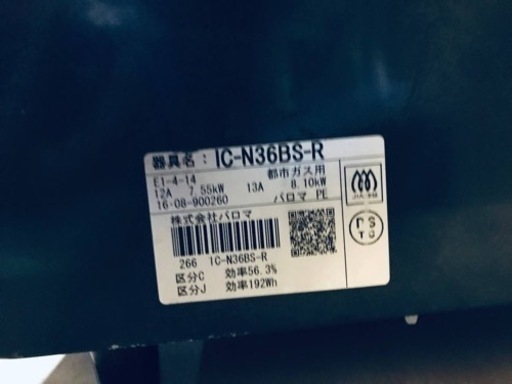 器具名： IC-N36BS-R
E1-4-14 都市ガス用
12A 7.55kW 13A 8.10kW
16-08-900260 パロマ PE
株式会社パロマ
266 IC-N36BS-R
区分C 効率56.3%
区分J 効率192Wh
PS
TG